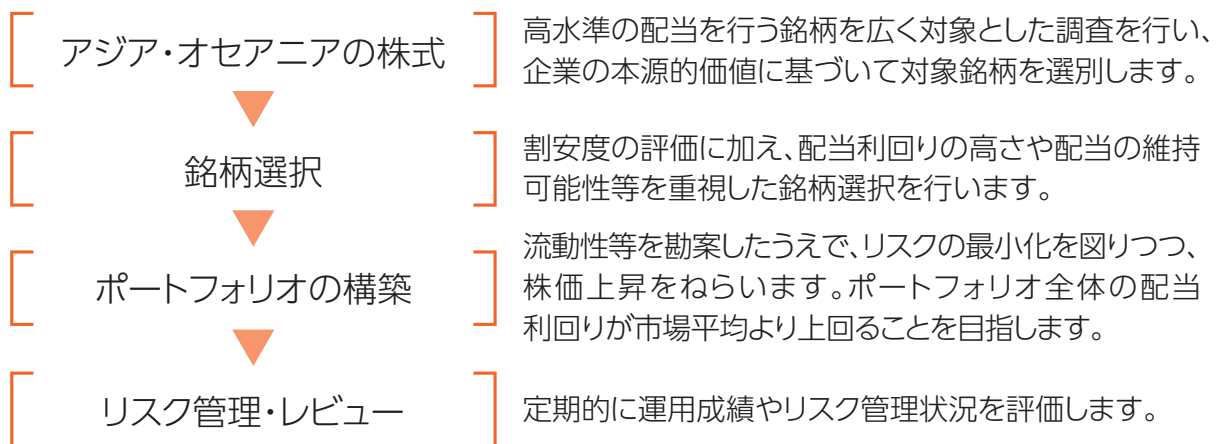 アジア・オセアニアの株式
高水準の配当を行う銘柄を広く対象とした調査を行い、
企業の本源的価値に基づいて対象銘柄を選別します。
銘柄選択
割安度の評価に加え、配当利回りの高さや配当の維持
可能性等を重視した銘柄選択を行います。
ポートフォリオの構築
流動性等を勘案したうえで、リスクの最小化を図りつつ、
株価上昇をねらいます。ポートフォリオ全体の配当
利回りが市場平均より上回ることを目指します。
リスク管理・レビュー
定期的に運用成績やリスク管理状況を評価します。